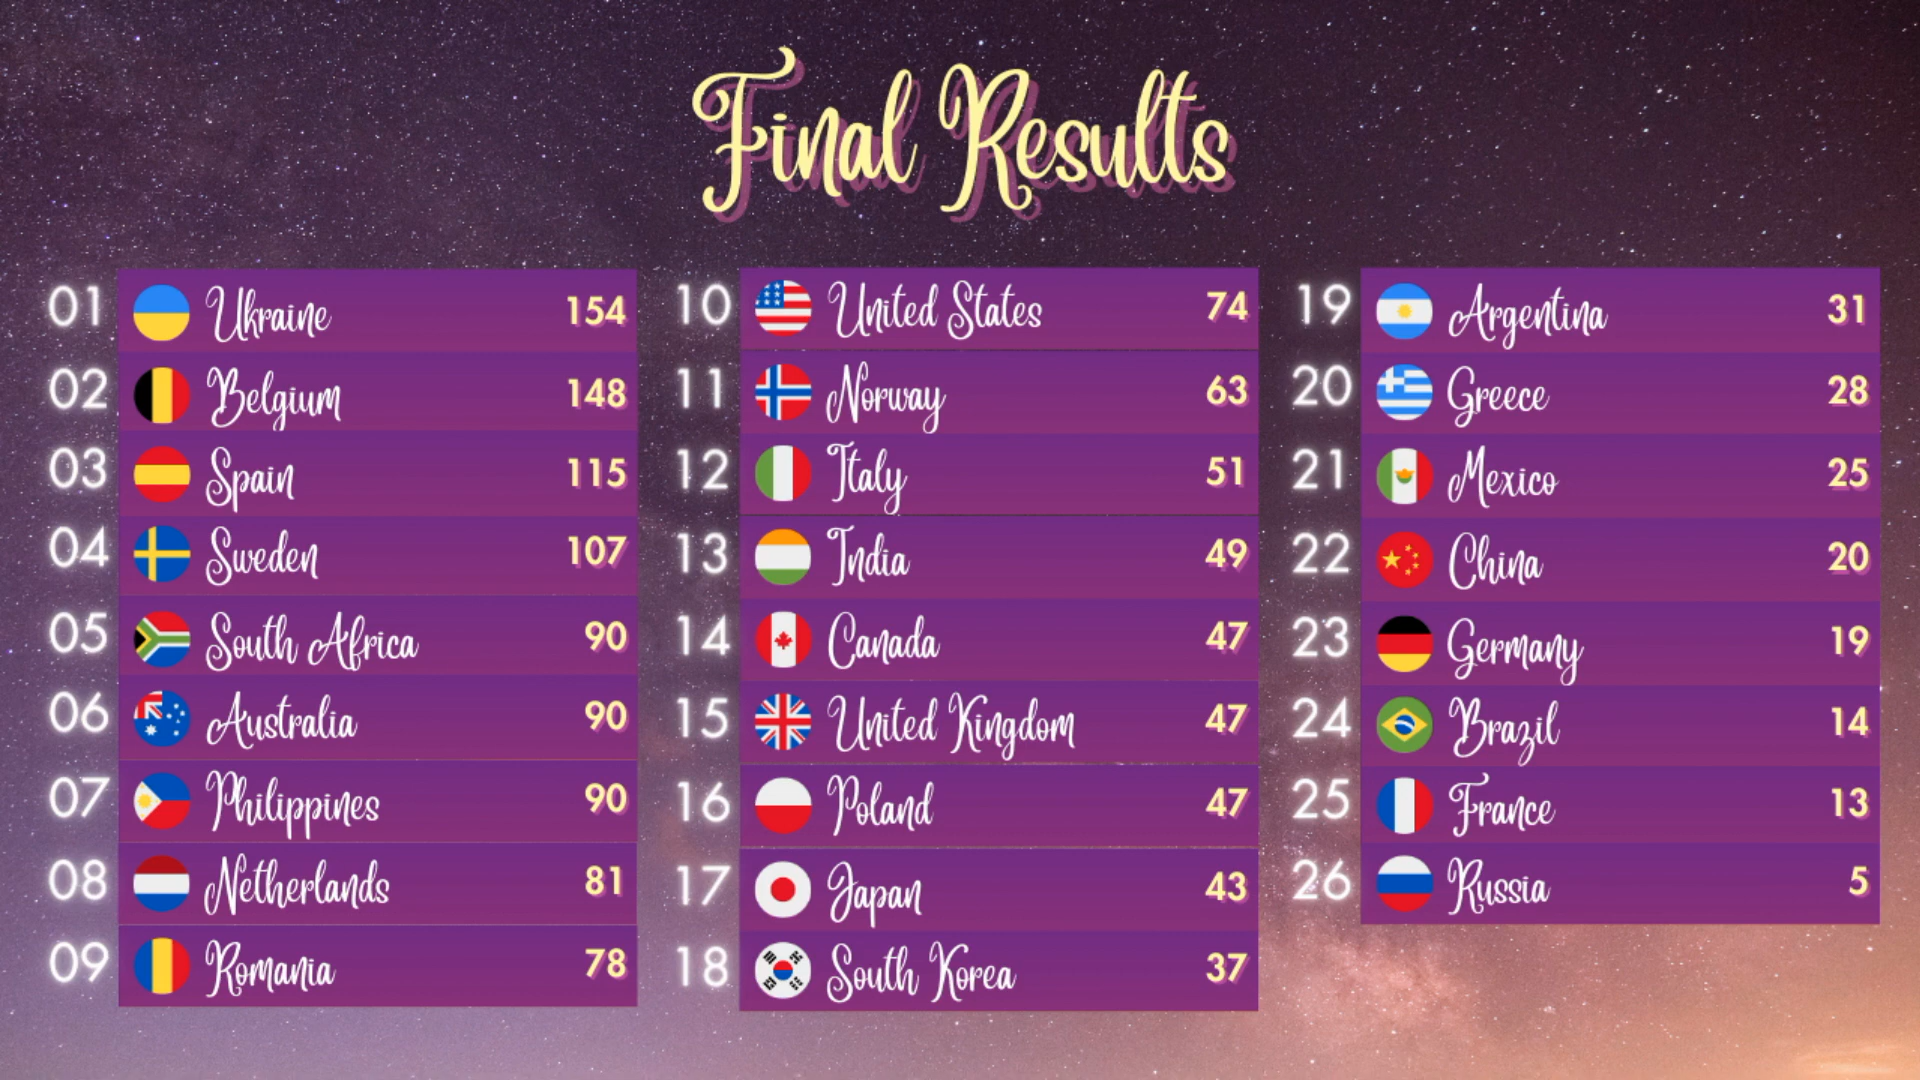 Final Results
01 Ukraine 154
02 Belgium 148
03 Spain 115
04 Sweden 107
05 South Africa 90
06 Australia 90
07 Philippines 90
08 Netherlands 81
09 Romania 78
10 United States 74
11 Norway 63
12 Italy 51
13 India 49
14 Canada 47
15 United Kingdom 47
16 Poland 47
17 Japan 43
18 South Korea 37
19 Argentina 31
20 Greece 28
21 Mexico 25
22 China 20
23 Germany 19
24 Brazil 14
25 France 13
26 Russia 5